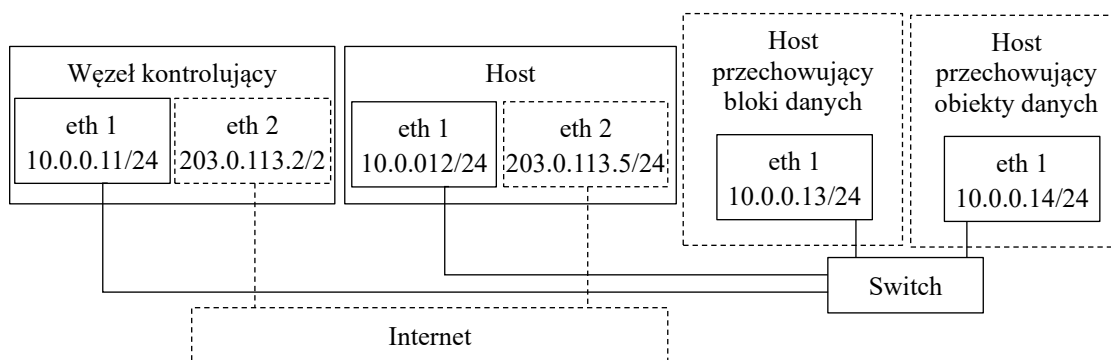 Węzeł kontrolujący
eth 1
10.0.0.11/24
eth 2
203.0.113.2/2
Host
eth 1
10.0.012/24
eth 2
203.0.113.5/24
Host
przechowujący
bloki danych
eth 1
10.0.0.13/24
Host
przechowujący
obiekty danych
eth 1
10.0.0.14/24
Switch
Internet